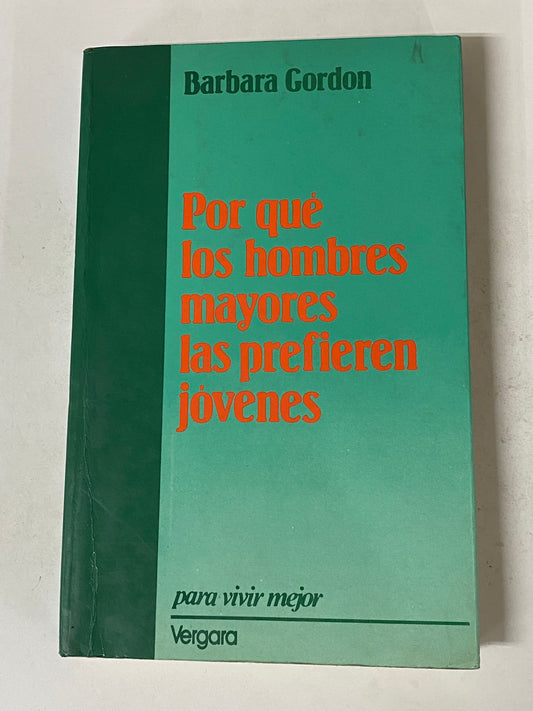 Barbara Gordon
Por qué
los hombres
mayores
las prefieren
jóvenes
para vivir mejor
Vergara